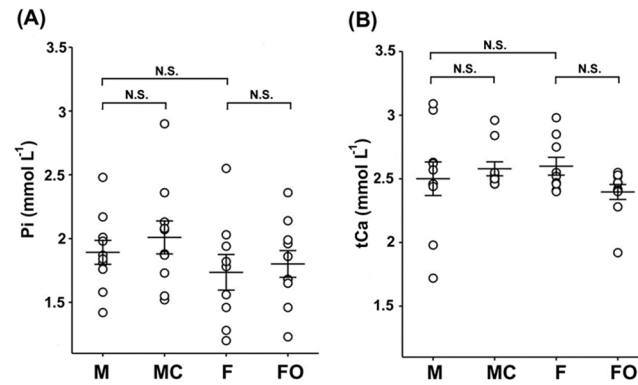 (A)
3.5
N.S.
N.S.
N.S.
3
2.5
2
1.5
Pi (mmol L-1)
M MC F FO
(B)
3.5
N.S.
N.S.
N.S.
3
2.5
2
1.5
tCa (mmol L-1)
M MC F FO